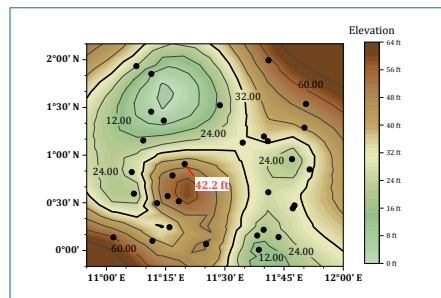 Elevation
2°00′ N
1°30′ N
1°00′ N
0°30′ N
0°00′ N
11°00′ E
11°15′ E
11°30′ E
11°45′ E
12°00′ E
60.00
32.00
12.00
24.00
24.00
24.00
42.2 ft
60.00
24.00
12.00
64 ft
56 ft
48 ft
40 ft
32 ft
24 ft
16 ft
8 ft
0 ft